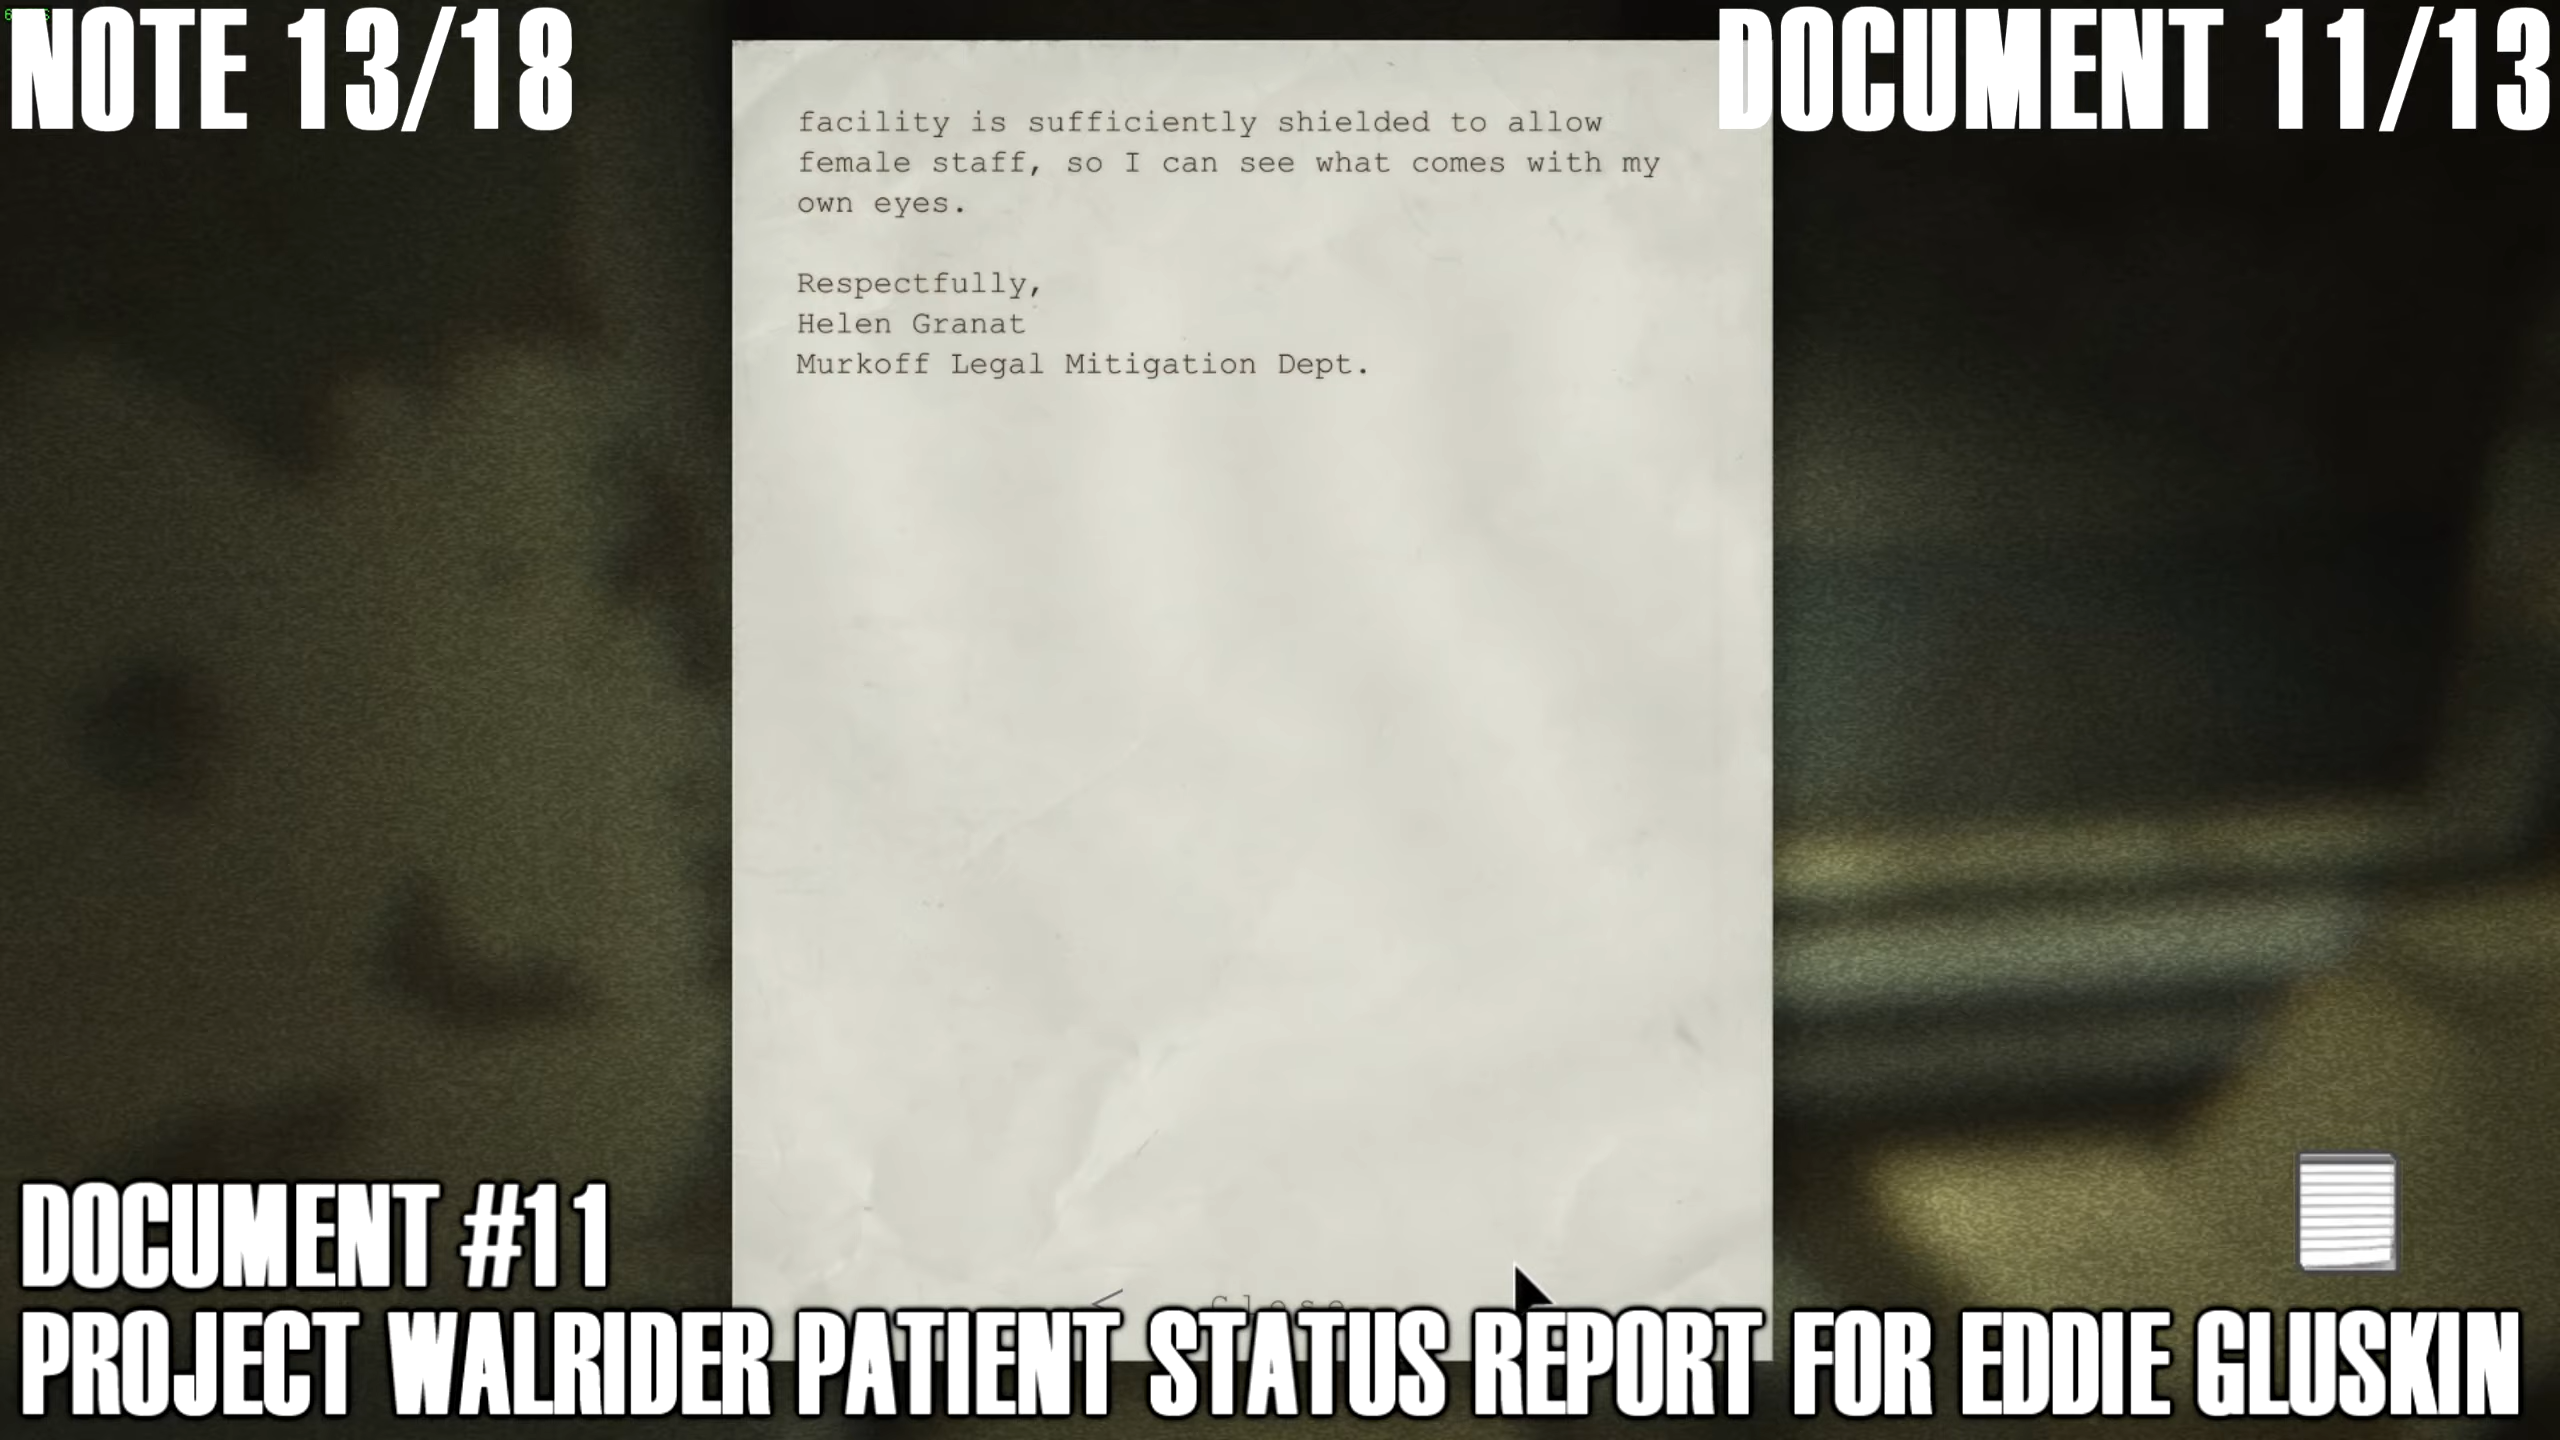 NOTE 13/18
DOCUMENT 11/13
facility is sufficiently shielded to allow
female staff, so I can see what comes with my
own eyes.
Respectfully,
Helen Granat
Murkoff Legal Mitigation Dept.
< Close
DOCUMENT #11
PROJECT WALRIDER PATIENT STATUS REPORT FOR EDDIE GLUSKIN